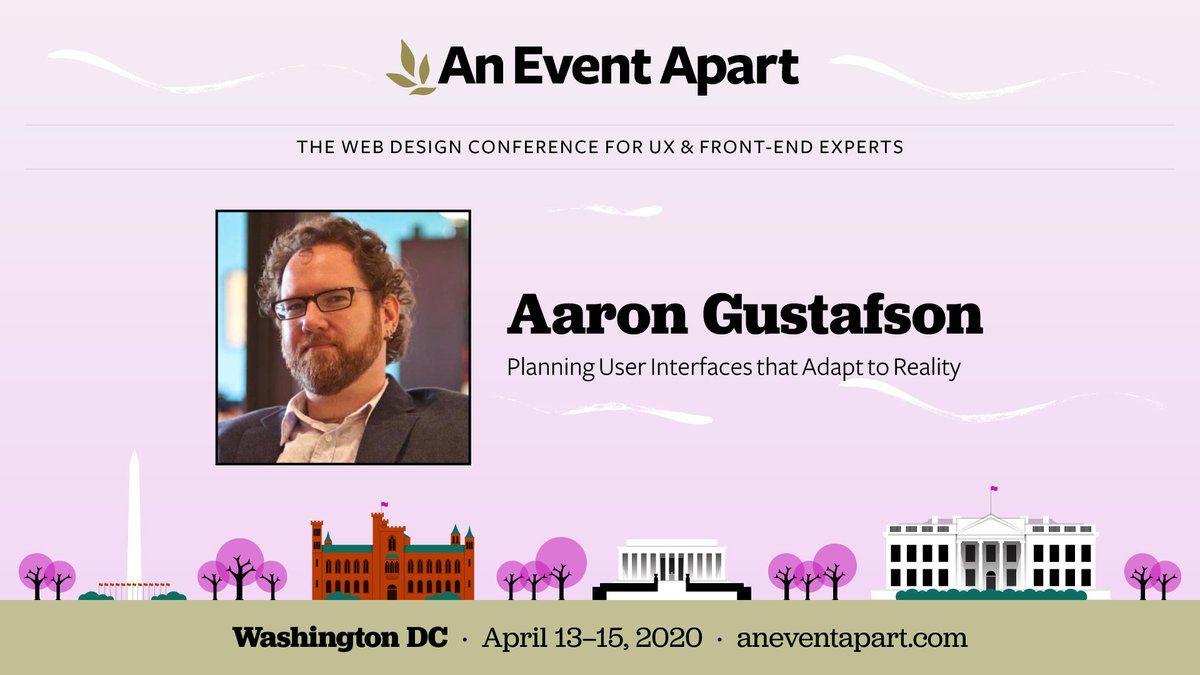 An Event Apart
THE WEB DESIGN CONFERENCE FOR UX & FRONT-END EXPERTS
Aaron Gustafson
Planning User Interfaces that Adapt to Reality
Washington DC · April 13–15, 2020 · aneventapart.com